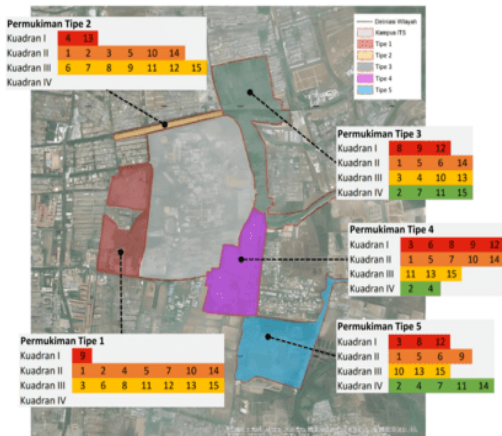 Permukiman Tipe 2
Kuadran I 4 13
Kuadran II 1 2 3 5 10 14
Kuadran III 6 7 8 9 11 12 15
Kuadran IV
Deliniasi Wilayah
Kampus ITS
Tipe 1
Tipe 2
Tipe 3
Tipe 4
Tipe 5
Permukiman Tipe 3
Kuadran I 8 9 12
Kuadran II 1 5 6 14
Kuadran III 3 4 10 13
Kuadran IV 2 7 11 15
Permukiman Tipe 4
Kuadran I 3 6 8 9 12
Kuadran II 1 5 7 10 14
Kuadran III 11 13 15
Kuadran IV 2 4
Permukiman Tipe 1
Kuadran I 9
Kuadran II 1 2 4 5 7 10 14
Kuadran III 3 6 8 11 12 13 15
Kuadran IV
Permukiman Tipe 5
Kuadran I 3 8 12
Kuadran II 1 5 6 9
Kuadran III 10 13 15
Kuadran IV 2 4 7 11 14